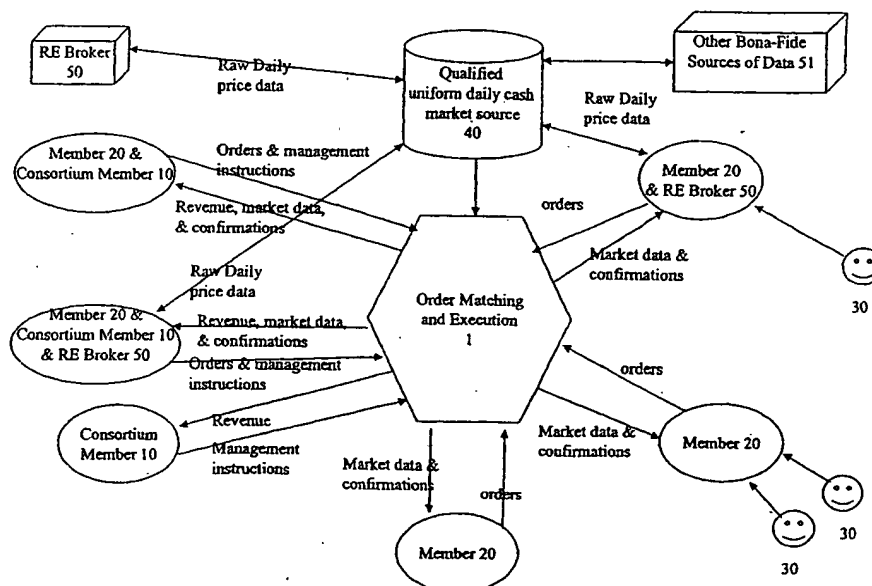 RE Broker
50
Raw Daily
price data
Qualified
uniform daily cash
market source
40
Other Bona-Fide
Sources of Data 51
Raw Daily
price data
Member 20 &
Consortium Member 10
Orders & management
instructions
Revenue, market data,
& confirmations
Member 20
& RE Broker 50
orders
Market data &
confirmations
30
Raw Daily
price data
Order Matching
and Execution
1
Member 20 &
Consortium Member 10
& RE Broker 50
Revenue, market data,
& confirmations
Orders & management
instructions
orders
Consortium
Member 10
Revenue
Management
instructions
Market data &
confirmations
Member 20
Market data &
confirmations
orders
Member 20
30
30